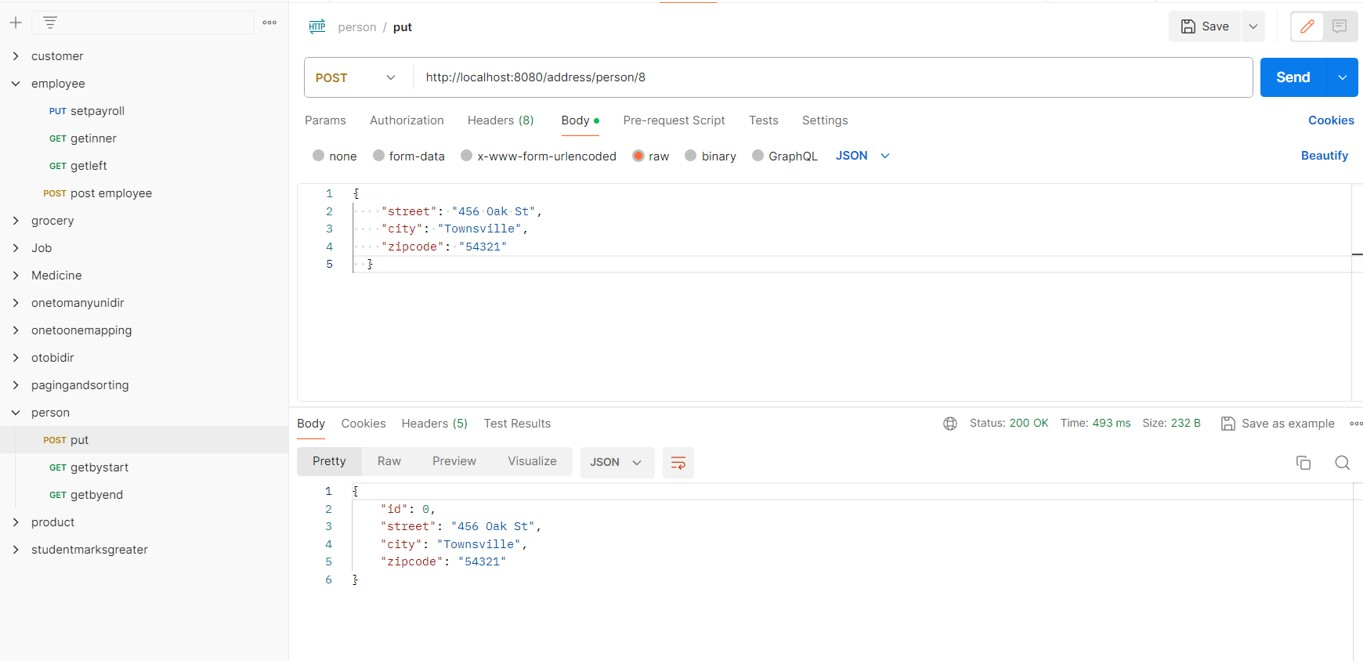 customer
employee
PUT setpayroll
GET getinner
GET getleft
POST post employee
grocery
Job
Medicine
onetomanyunidir
onetoonemapping
otobidir
pagingandsorting
person
POST put
GET getbystart
GET getbyend
product
studentmarksgreater
HTTP person / put
Save
POST http://localhost:8080/address/person/8
Send
Params Authorization Headers (8) Body Pre-request Script Tests Settings Cookies
none form-data x-www-form-urlencoded raw binary GraphQL JSON Beautify
1 {
2 "street": "456 Oak St",
3 "city": "Townsville",
4 "zipcode": "54321"
5 }
Body Cookies Headers (5) Test Results Status: 200 OK Time: 493 ms Size: 232 B Save as example
Pretty Raw Preview Visualize JSON
1 {
2 "id": 0,
3 "street": "456 Oak St",
4 "city": "Townsville",
5 "zipcode": "54321"
6 }